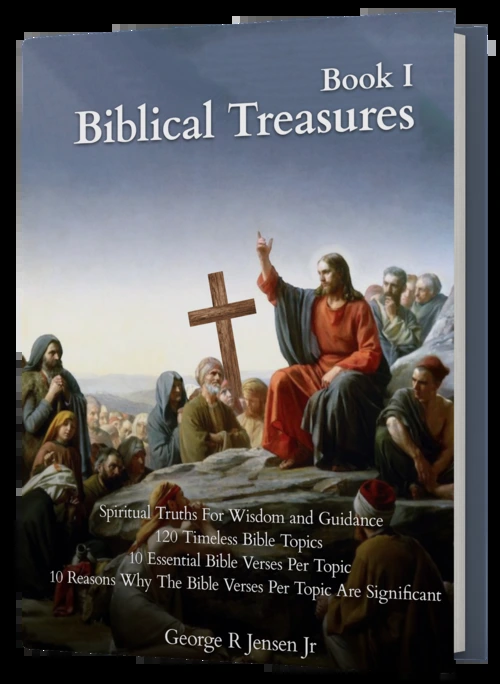 Book I
Biblical Treasures
Spiritual Truths For Wisdom and Guidance
120 Timeless Bible Topics
10 Essential Bible Verses Per Topic
10 Reasons Why The Bible Verses Per Topic Are Significant
George R Jensen Jr